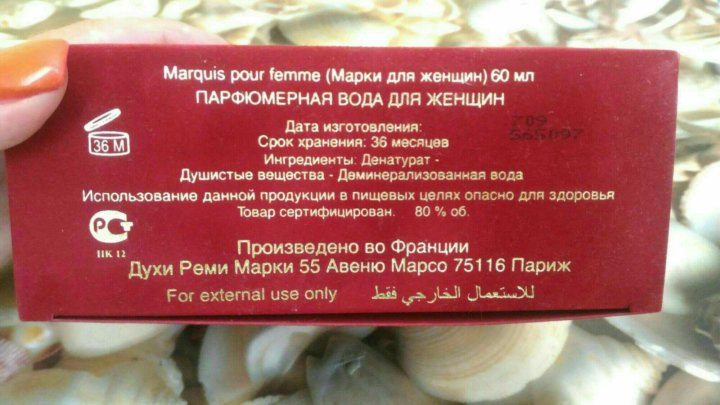 Marquis pour femme (Марки для женщин) 60 мл
ПАРФЮМЕРНАЯ ВОДА ДЛЯ ЖЕНЩИН
Дата изготовления:
709
565097
Срок хранения: 36 месяцев
36 M
Ингредиенты: Денатурат -
Душистые вещества - Деминерализованная вода
Использование данной продукции в пищевых целях опасно для здоровья
Товар сертифицирован. 80 % об.
РСТ
ПК 12
Произведено во Франции
Духи Реми Марки 55 Авеню Марсо 75116 Париж
For external use only للاستعمال الخارجي فقط